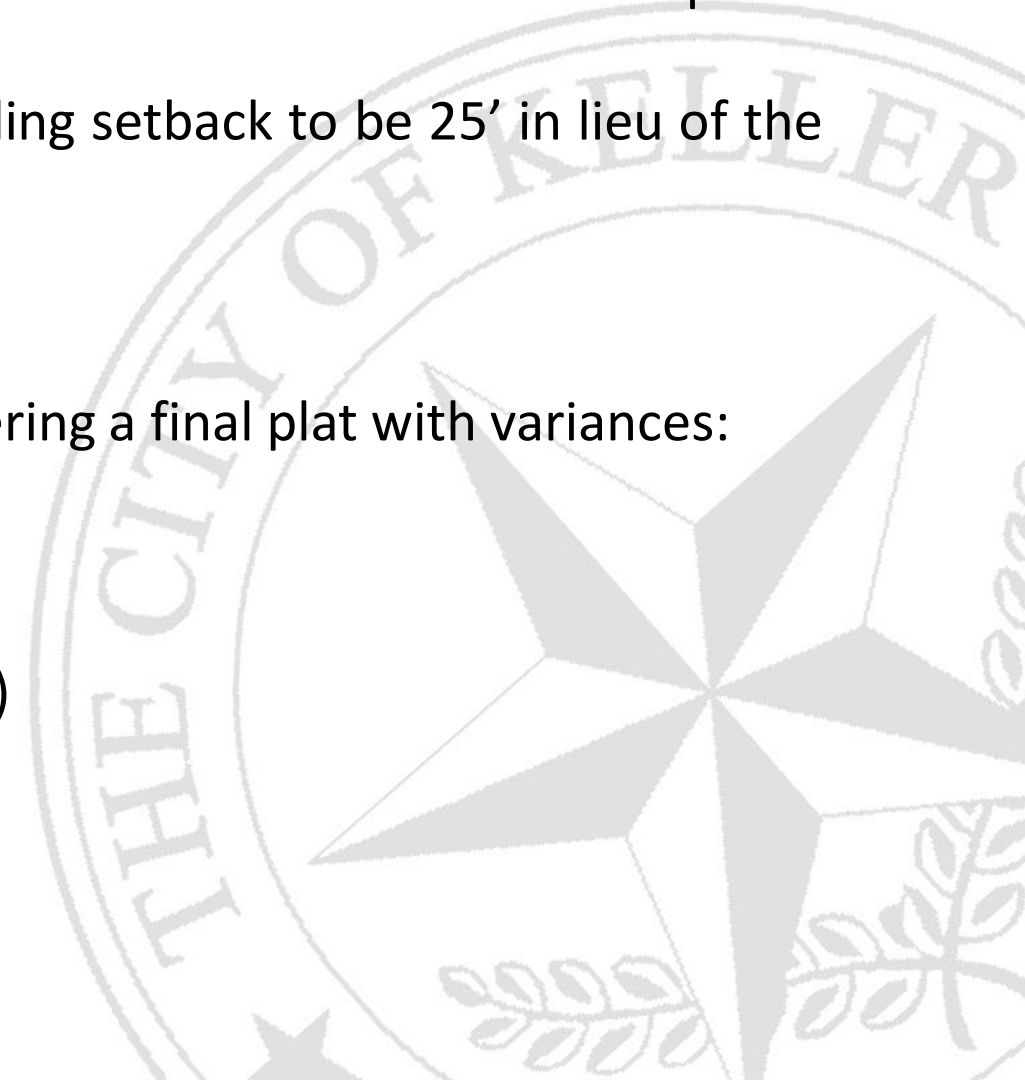 ling setback to be 25’ in lieu of the
ering a final plat with variances:
)
THE CITY OF KELLER